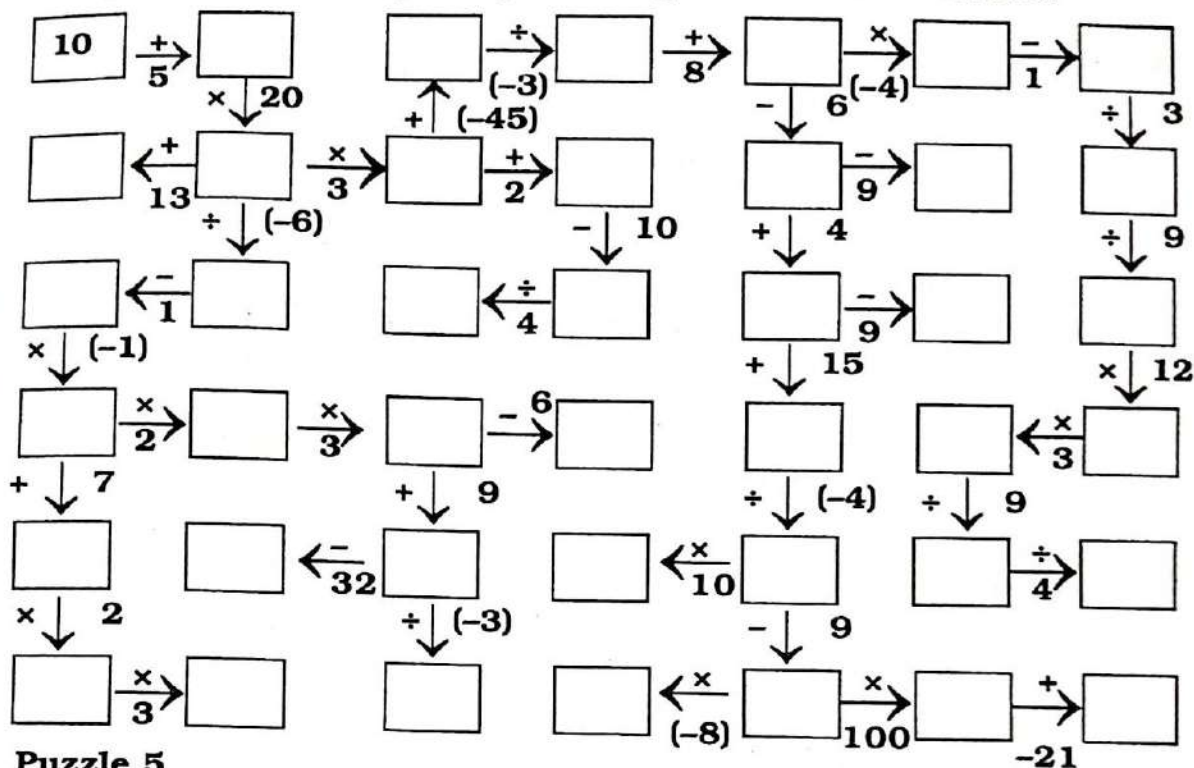 10 + 5 ÷ (-3) + 8 × (-4) - 1
× 20 + (-45) - 6 ÷ 3
+ 13 × 3 + 2 - 9
÷ (-6) - 10 + 4 ÷ 9
- 1 ÷ 4 - 9
× (-1) + 15 × 12
× 2 × 3 - 6 × 3
+ 7 + 9 ÷ (-4) ÷ 9
- 32 × 10 ÷ 4
× 2 ÷ (-3) - 9
× 3 × (-8) × 100 + -21
Puzzle 5